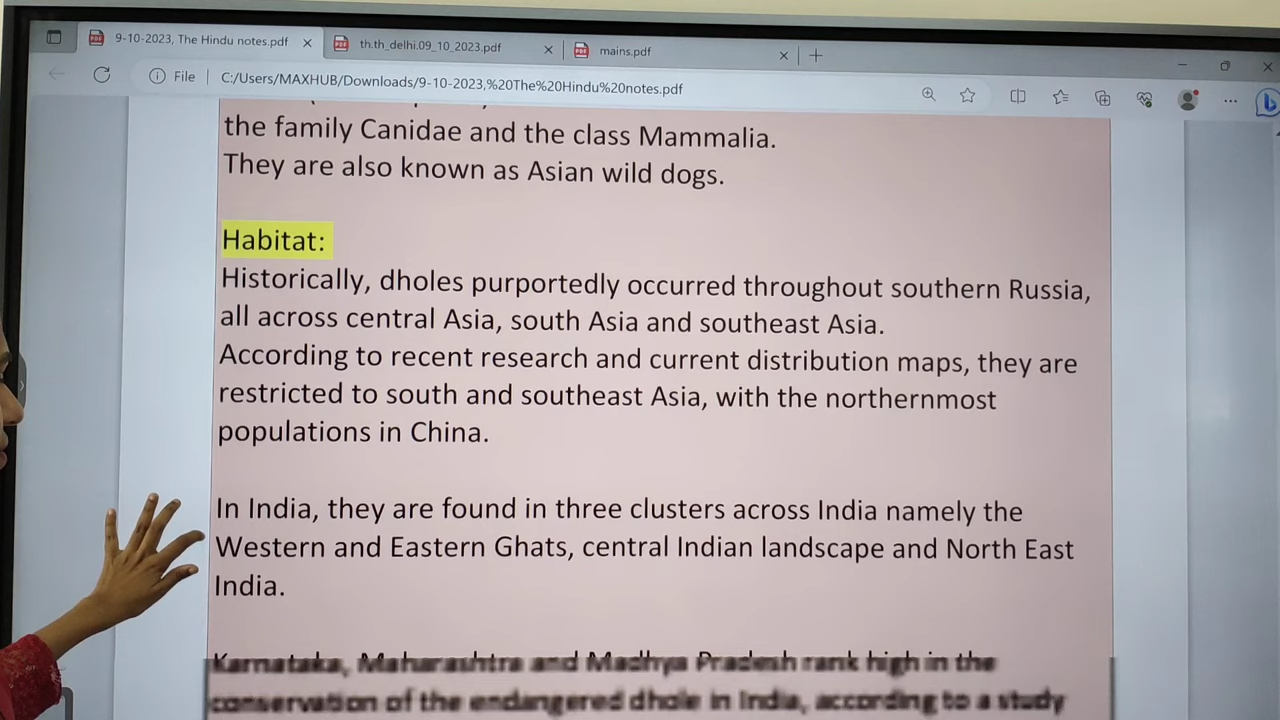 9-10-2023, The Hindu notes.pdf
th.th_delhi.09_10_2023.pdf
mains.pdf
File
C:/Users/MAXHUB/Downloads/9-10-2023,%20The%20Hindu%20notes.pdf
the family Canidae and the class Mammalia.
They are also known as Asian wild dogs.
Habitat:
Historically, dholes purportedly occurred throughout southern Russia,
all across central Asia, south Asia and southeast Asia.
According to recent research and current distribution maps, they are
restricted to south and southeast Asia, with the northernmost
populations in China.
In India, they are found in three clusters across India namely the
Western and Eastern Ghats, central Indian landscape and North East
India.
Karnataka, Maharashtra and Madhya Pradesh rank high in the
conservation of the endangered dhole in India, according to a study